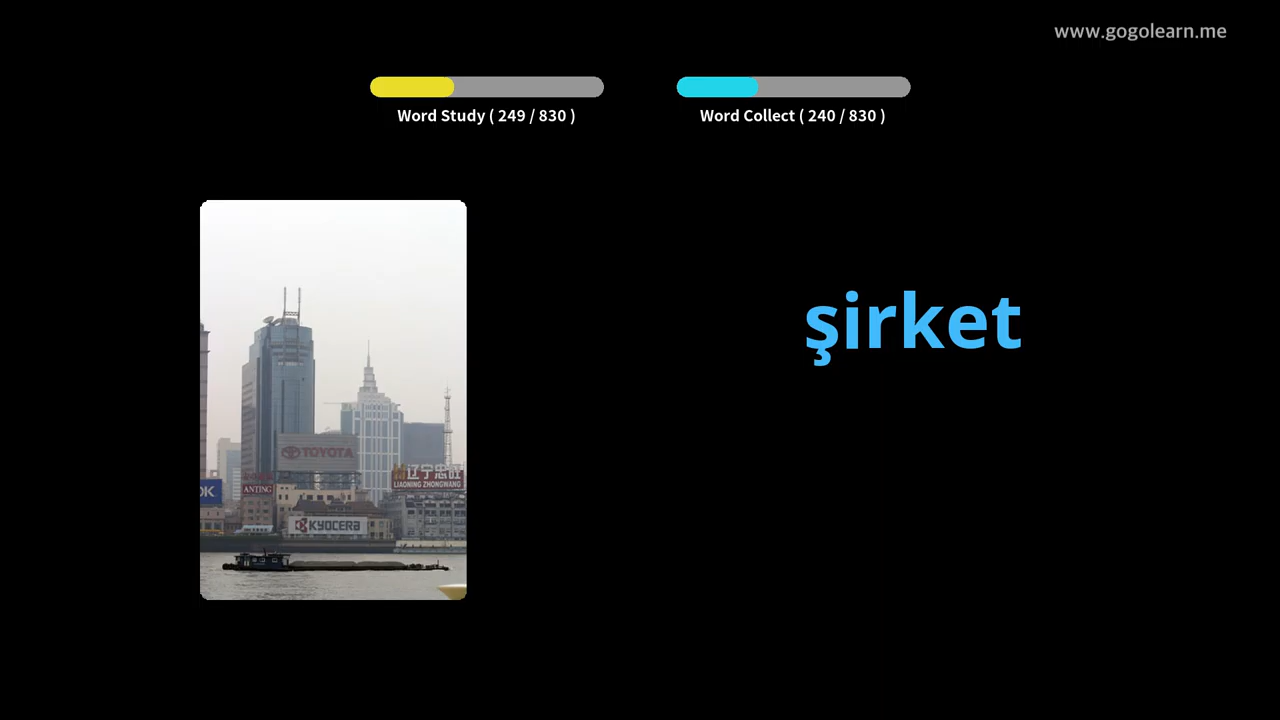 www.gogolearn.me
Word Study ( 249 / 830 )
Word Collect ( 240 / 830 )
şirket
TOYOTA
辽宁忠旺
LIAONING ZHONGWANG
OK
ANTING
KYOCERA